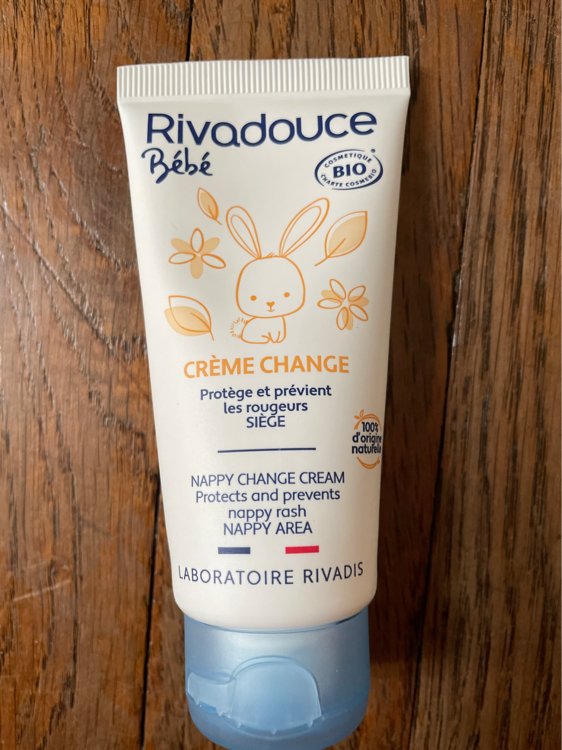 Rivadouce
Bébé
COSMETIQUE
BIO
CHARTE COSMEBIO
CRÈME CHANGE
Protège et prévient
les rougeurs
SIÈGE
100%
d'origine
naturelle
NAPPY CHANGE CREAM
Protects and prevents
nappy rash
NAPPY AREA
LABORATOIRE RIVADIS